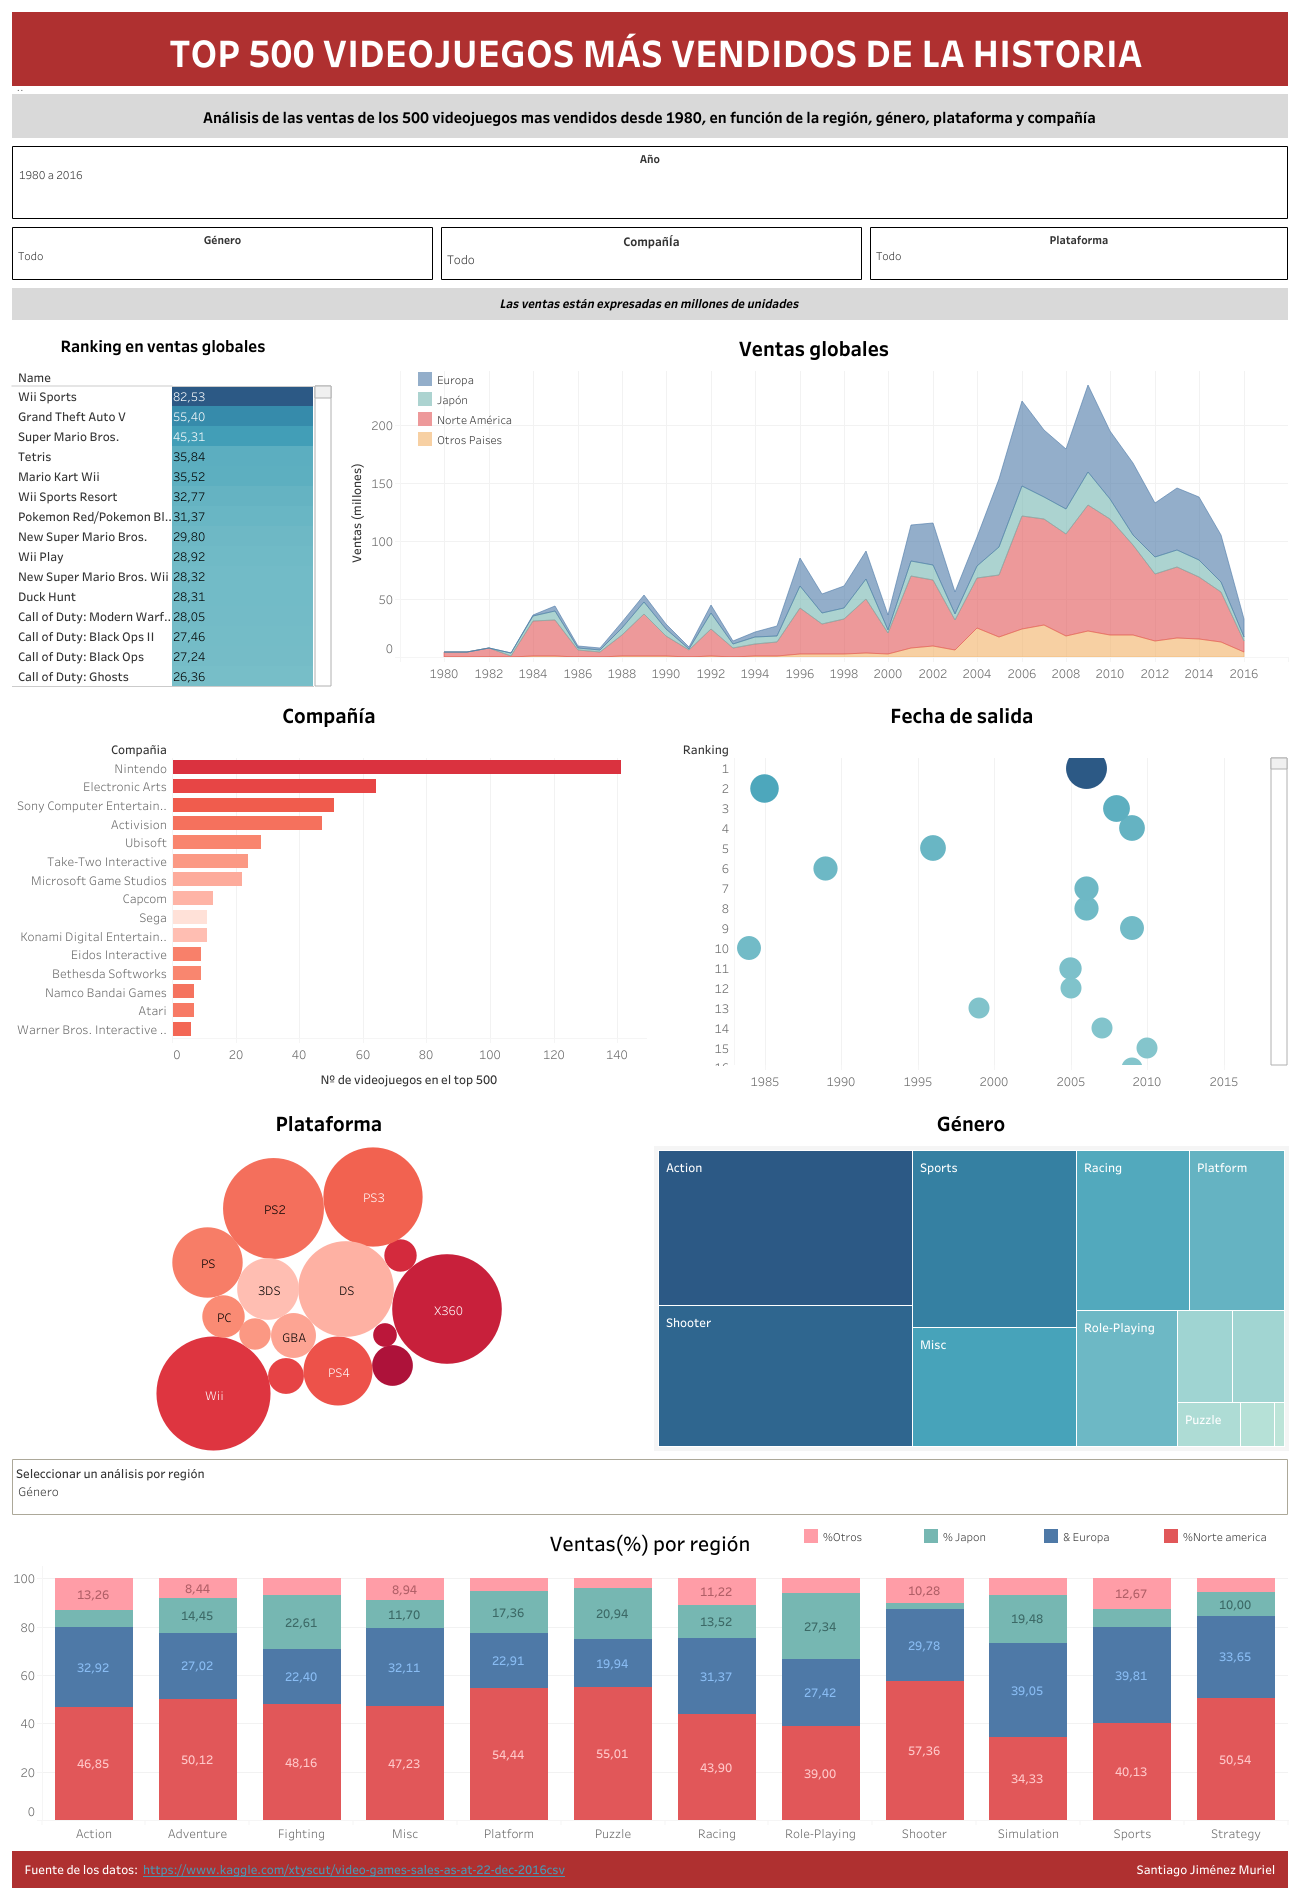 TOP 500 VIDEOJUEGOS MÁS VENDIDOS DE LA HISTORIA
Análisis de las ventas de los 500 videojuegos mas vendidos desde 1980, en función de la región, género, plataforma y compañía
Año
1980 a 2016
Género
Todo
CompañÍa
Todo
Plataforma
Todo
Las ventas están expresadas en millones de unidades
Ranking en ventas globales
Name
Wii Sports 82,53
Grand Theft Auto V 55,40
Super Mario Bros. 45,31
Tetris 35,84
Mario Kart Wii 35,52
Wii Sports Resort 32,77
Pokemon Red/Pokemon Bl.. 31,37
New Super Mario Bros. 29,80
Wii Play 28,92
New Super Mario Bros. Wii 28,32
Duck Hunt 28,31
Call of Duty: Modern Warf.. 28,05
Call of Duty: Black Ops II 27,46
Call of Duty: Black Ops 27,24
Call of Duty: Ghosts 26,36
Ventas globales
Europa
Japón
Norte América
Otros Paises
Ventas (millones)
200
150
100
50
0
1980 1982 1984 1986 1988 1990 1992 1994 1996 1998 2000 2002 2004 2006 2008 2010 2012 2014 2016
Compañía
Compañia
Nintendo
Electronic Arts
Sony Computer Entertain..
Activision
Ubisoft
Take-Two Interactive
Microsoft Game Studios
Capcom
Sega
Konami Digital Entertain..
Eidos Interactive
Bethesda Softworks
Namco Bandai Games
Atari
Warner Bros. Interactive ..
0 20 40 60 80 100 120 140
Nº de videojuegos en el top 500
Fecha de salida
Ranking
1
2
3
4
5
6
7
8
9
10
11
12
13
14
15
16
1985 1990 1995 2000 2005 2010 2015
Plataforma
PS2
PS3
PS
3DS
DS
X360
PC
GBA
PS4
Wii
Género
Action
Sports
Racing
Platform
Shooter
Misc
Role-Playing
Puzzle
Seleccionar un análisis por región
Género
Ventas(%) por región
%Otros
% Japon
& Europa
%Norte america
100
80
60
40
20
0
13,26 8,44 8,94 11,22 10,28 12,67
14,45 22,61 11,70 17,36 20,94 13,52 27,34 19,48 10,00
32,92 27,02 22,40 32,11 22,91 19,94 31,37 27,42 29,78 39,05 39,81 33,65
46,85 50,12 48,16 47,23 54,44 55,01 43,90 39,00 57,36 34,33 40,13 50,54
Action Adventure Fighting Misc Platform Puzzle Racing Role-Playing Shooter Simulation Sports Strategy
Fuente de los datos: https://www.kaggle.com/xtyscut/video-games-sales-as-at-22-dec-2016csv
Santiago Jiménez Muriel